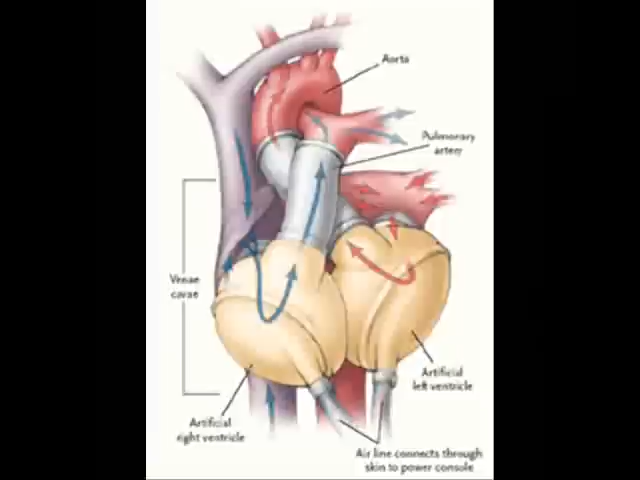 Aorta
Pulmonary
artery
Venae
cavae
Artificial
left ventricle
Artificial
right ventricle
Air line connects through
skin to power console